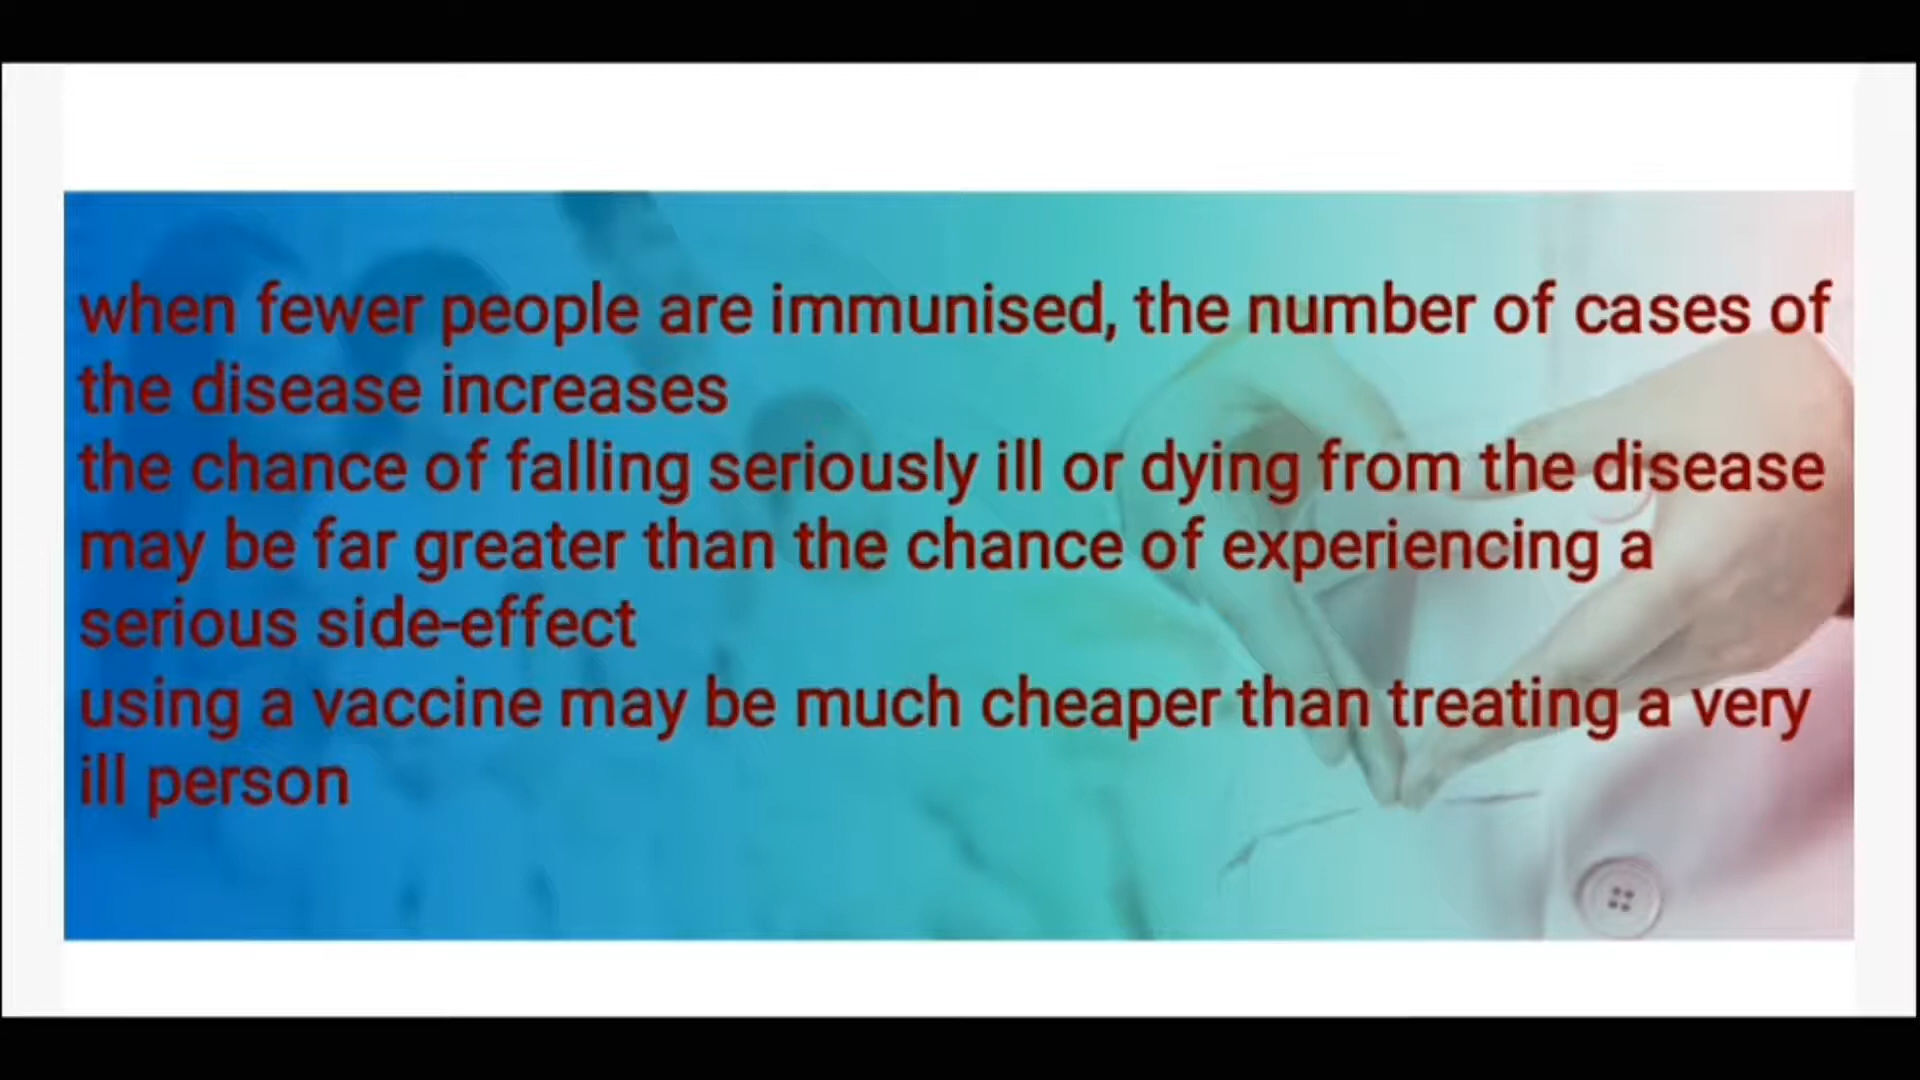 when fewer people are immunised, the number of cases of
the disease increases
the chance of falling seriously ill or dying from the disease
may be far greater than the chance of experiencing a
serious side-effect
using a vaccine may be much cheaper than treating a very
ill person